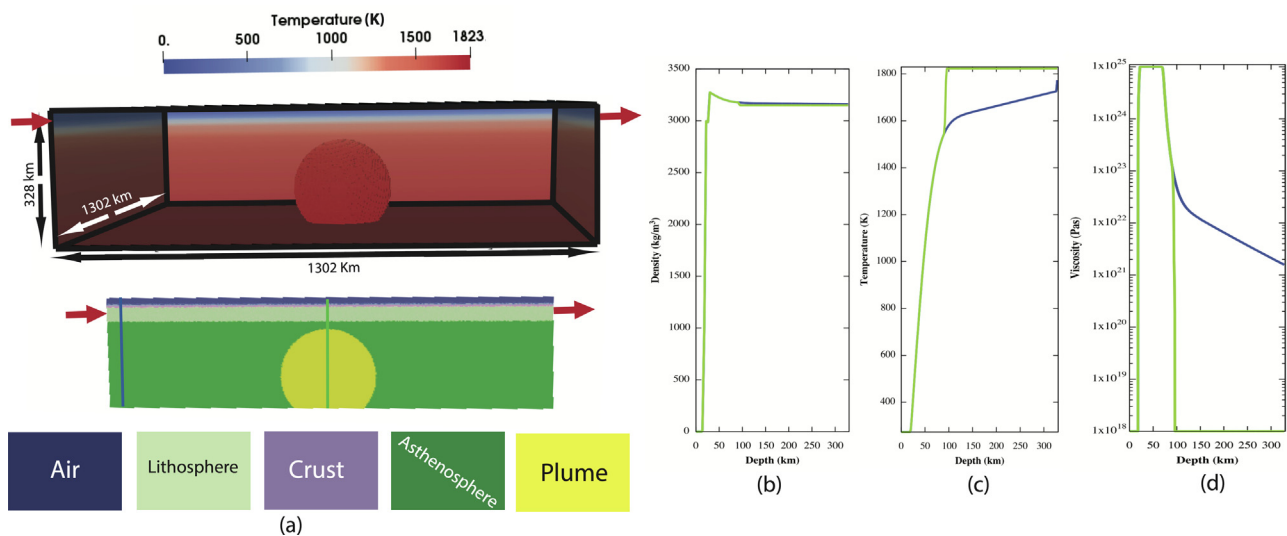 Temperature (K)
0. 500 1000 1500 1823
328 km
1302 km
1302 Km
Air
Lithosphere
Crust
Asthenosphere
Plume
(a)
3500
3000
2500
2000
1500
1000
500
0
Density (kg/m³)
0 50 100 150 200 250 300
Depth (km)
(b)
1800
1600
1400
1200
1000
800
600
400
Temperature (K)
0 50 100 150 200 250 300
Depth (km)
(c)
1x10²⁵
1x10²⁴
1x10²³
1x10²²
1x10²¹
1x10²⁰
1x10¹⁹
1x10¹⁸
Viscosity (Pas)
0 50 100 150 200 250 300
Depth (km)
(d)